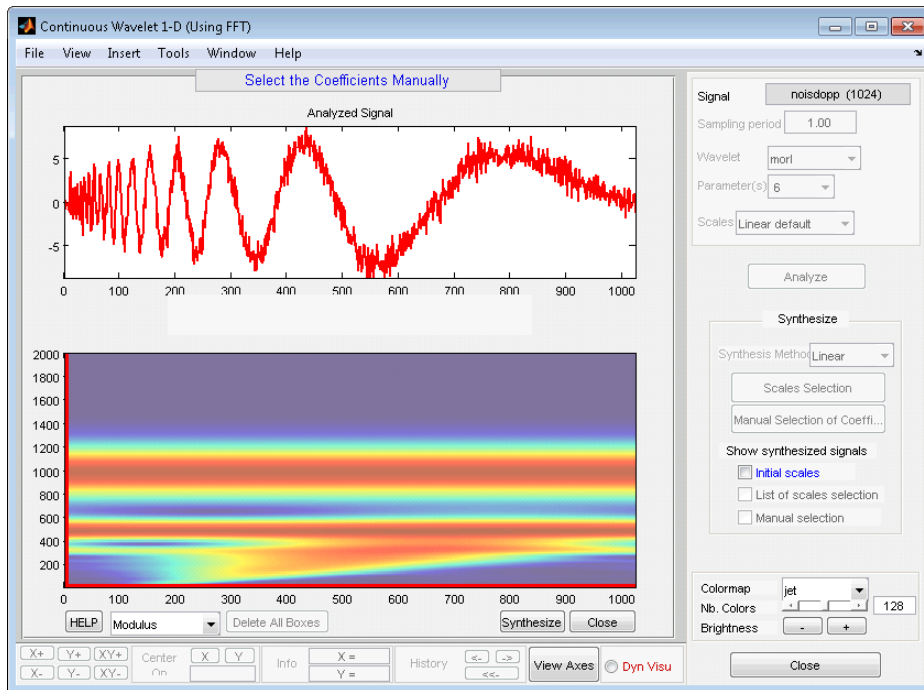 Continuous Wavelet 1-D (Using FFT)
File View Insert Tools Window Help
Select the Coefficients Manually
Analyzed Signal
5
0
-5
0 100 200 300 400 500 600 700 800 900 1000
2000
1800
1600
1400
1200
1000
800
600
400
200
0 100 200 300 400 500 600 700 800 900 1000
HELP Modulus Delete All Boxes Synthesize Close
X+ Y+ XY+
X- Y- XY-
Center X Y
On
Info X =
Y =
History <- ->
<<-
View Axes Dyn Visu
Signal noisdopp (1024)
Sampling period 1.00
Wavelet morl
Parameter(s) 6
Scales Linear default
Analyze
Synthesize
Synthesis Method Linear
Scales Selection
Manual Selection of Coeffi...
Show synthesized signals
Initial scales
List of scales selection
Manual selection
Colormap jet
Nb. Colors 128
Brightness - +
Close